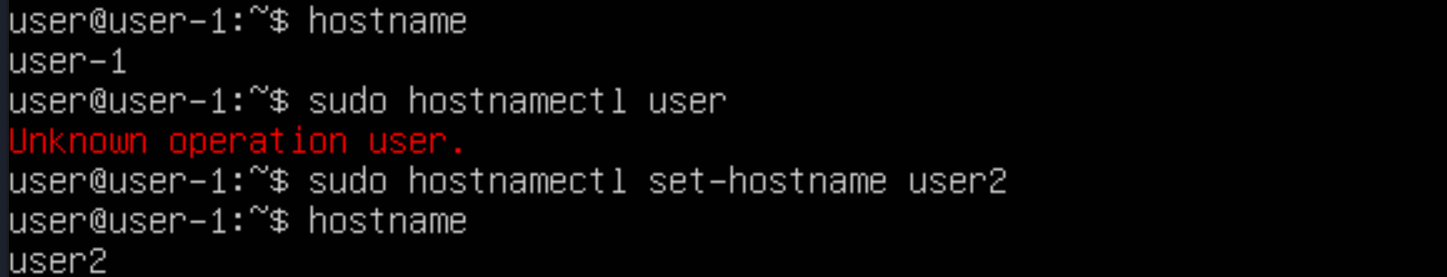 user@user-1:~$ hostname
user-1
user@user-1:~$ sudo hostnamectl user
Unknown operation user.
user@user-1:~$ sudo hostnamectl set-hostname user2
user@user-1:~$ hostname
user2